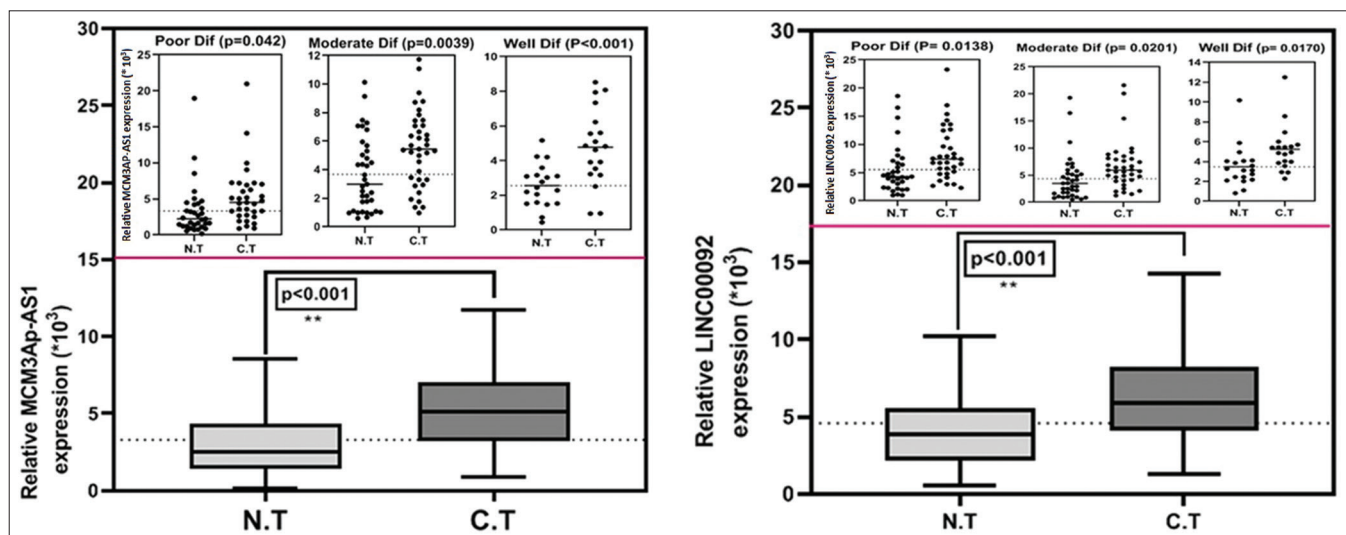 30
25
20
15
10
5
0
Relative MCM3Ap-AS1
expression (*10³)
Relative MCM3AP-AS1 expression (*10³)
Poor Dif (p=0.042)
25
20
15
10
5
0
N.T
C.T
Moderate Dif (p=0.0039)
12
10
8
6
4
2
0
N.T
C.T
Well Dif (P<0.001)
10
8
6
4
2
0
N.T
C.T
p<0.001
**
N.T
C.T
30
25
20
15
10
5
0
Relative LINC00092
expression (*10³)
Relative LINC0092 expression (*10³)
Poor Dif (P= 0.0138)
25
20
15
10
5
0
N.T
C.T
Moderate Dif (p= 0.0201)
25
20
15
10
5
0
N.T
C.T
Well Dif (p= 0.0170)
14
12
10
8
6
4
2
0
N.T
C.T
p<0.001
**
N.T
C.T